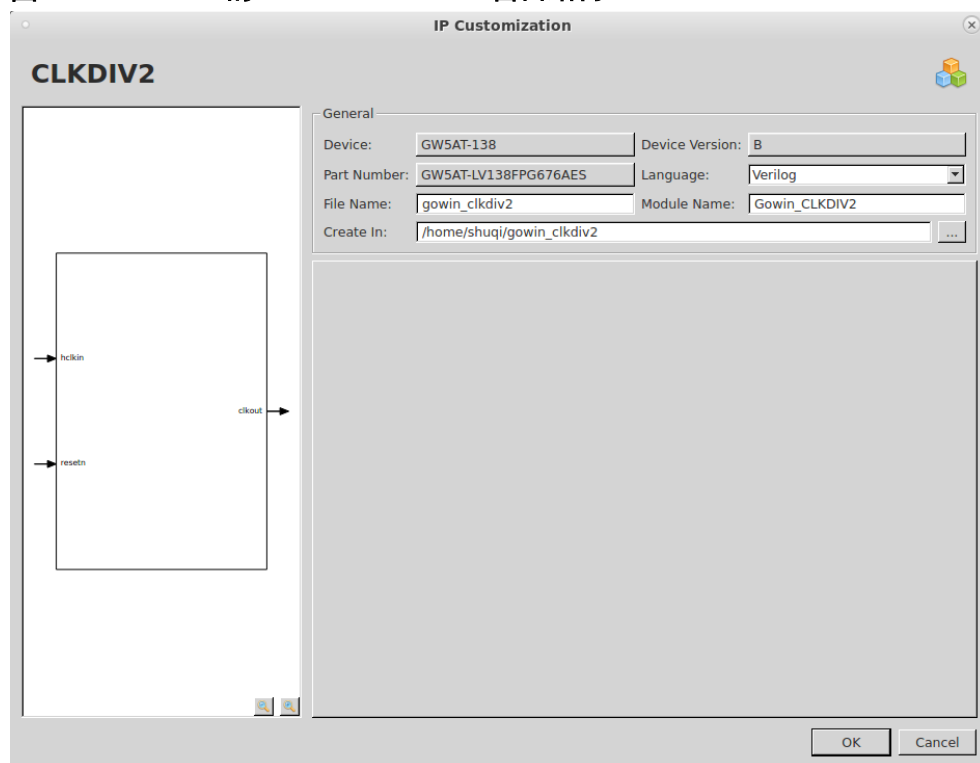 IP Customization
CLKDIV2
General
Device: GW5AT-138 Device Version: B
Part Number: GW5AT-LV138FPG676AES Language: Verilog
File Name: gowin_clkdiv2 Module Name: Gowin_CLKDIV2
Create In: /home/shuqi/gowin_clkdiv2 ...
hclkin
clkout
resetn
OK Cancel